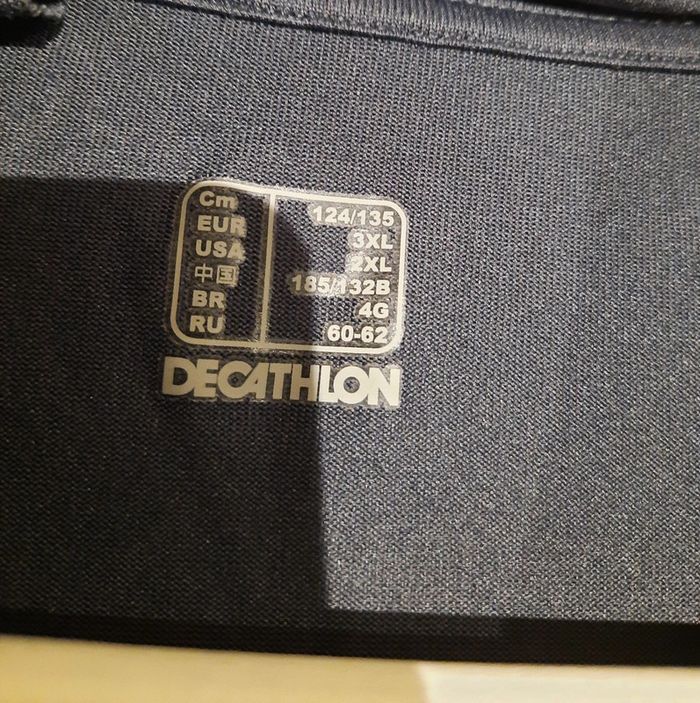 Cm 124/135
EUR 3XL
USA 2XL
中国 185/132B
BR 4G
RU 60-62
DECATHLON